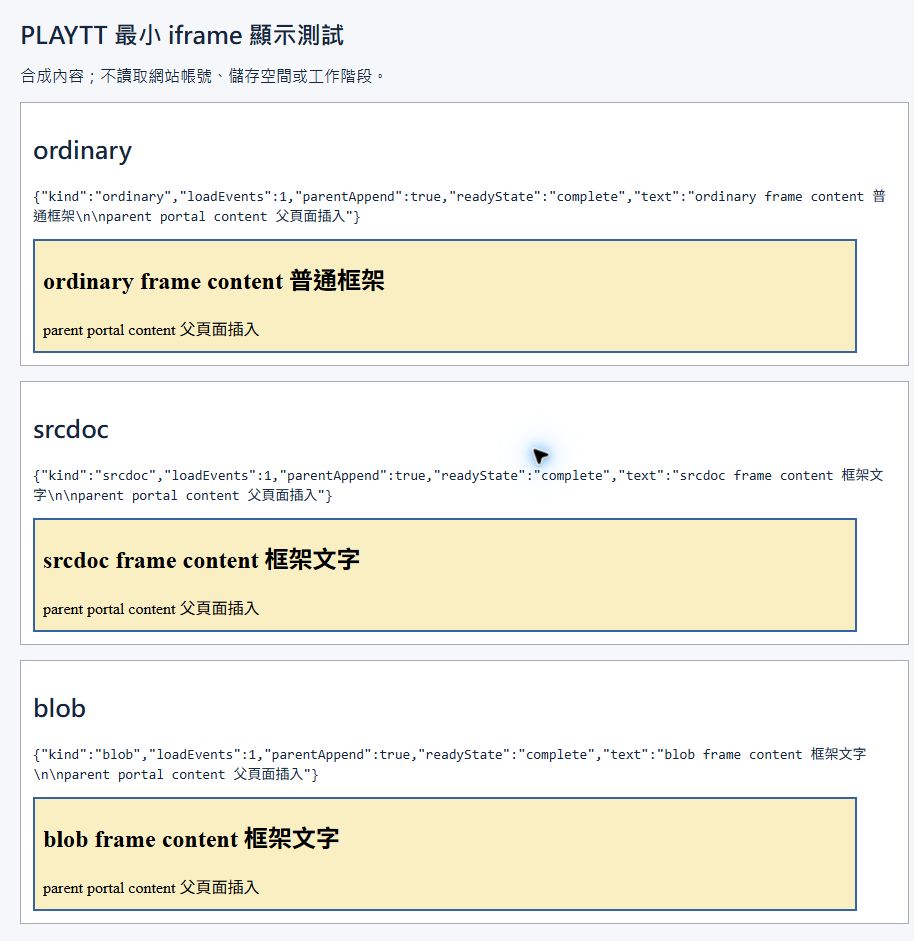 PLAYTT 最小 iframe 顯示測試
合成內容；不讀取網站帳號、儲存空間或工作階段。
ordinary
{"kind":"ordinary","loadEvents":1,"parentAppend":true,"readyState":"complete","text":"ordinary frame content 普
通框架\n\nparent portal content 父頁面插入"}
ordinary frame content 普通框架
parent portal content 父頁面插入
srcdoc
{"kind":"srcdoc","loadEvents":1,"parentAppend":true,"readyState":"complete","text":"srcdoc frame content 框架文
字\n\nparent portal content 父頁面插入"}
srcdoc frame content 框架文字
parent portal content 父頁面插入
blob
{"kind":"blob","loadEvents":1,"parentAppend":true,"readyState":"complete","text":"blob frame content 框架文字
\n\nparent portal content 父頁面插入"}
blob frame content 框架文字
parent portal content 父頁面插入